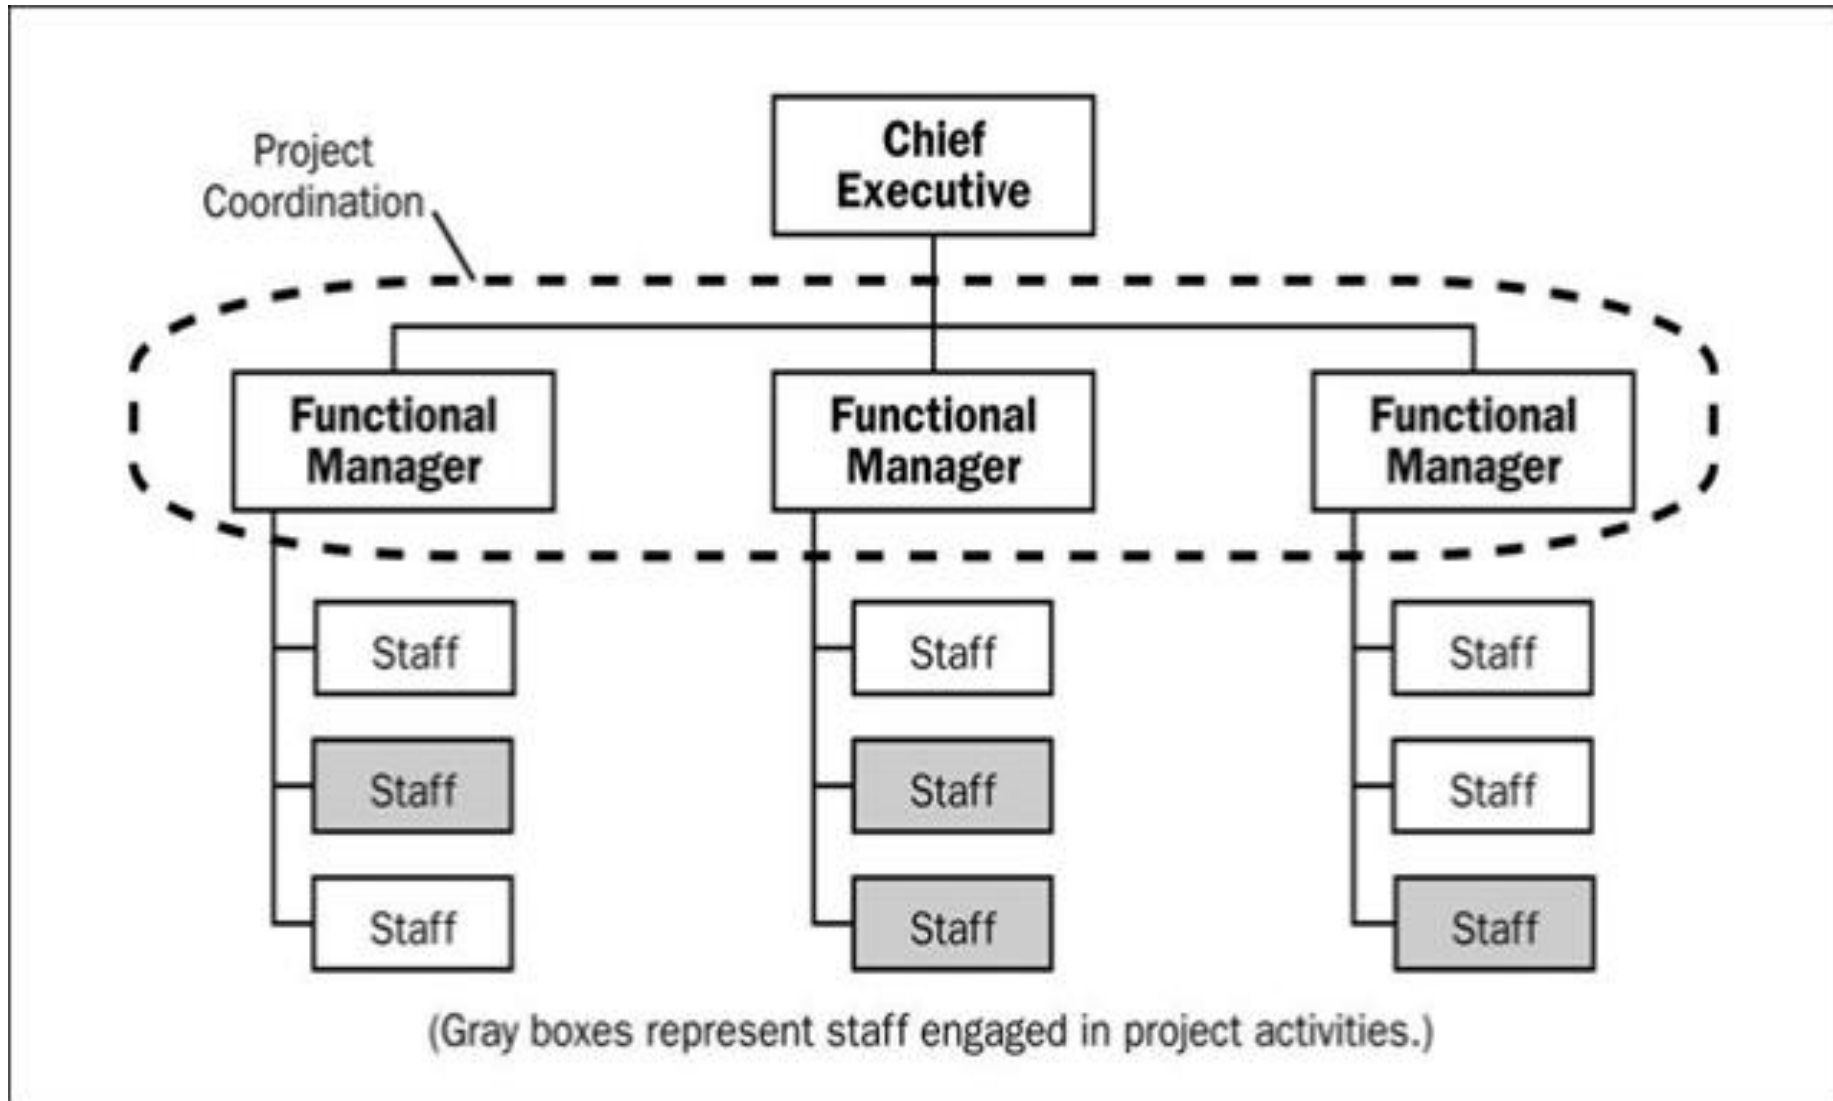 Project
Coordination
Chief
Executive
Functional
Manager
Functional
Manager
Functional
Manager
Staff
Staff
Staff
Staff
Staff
Staff
Staff
Staff
Staff
(Gray boxes represent staff engaged in project activities.)